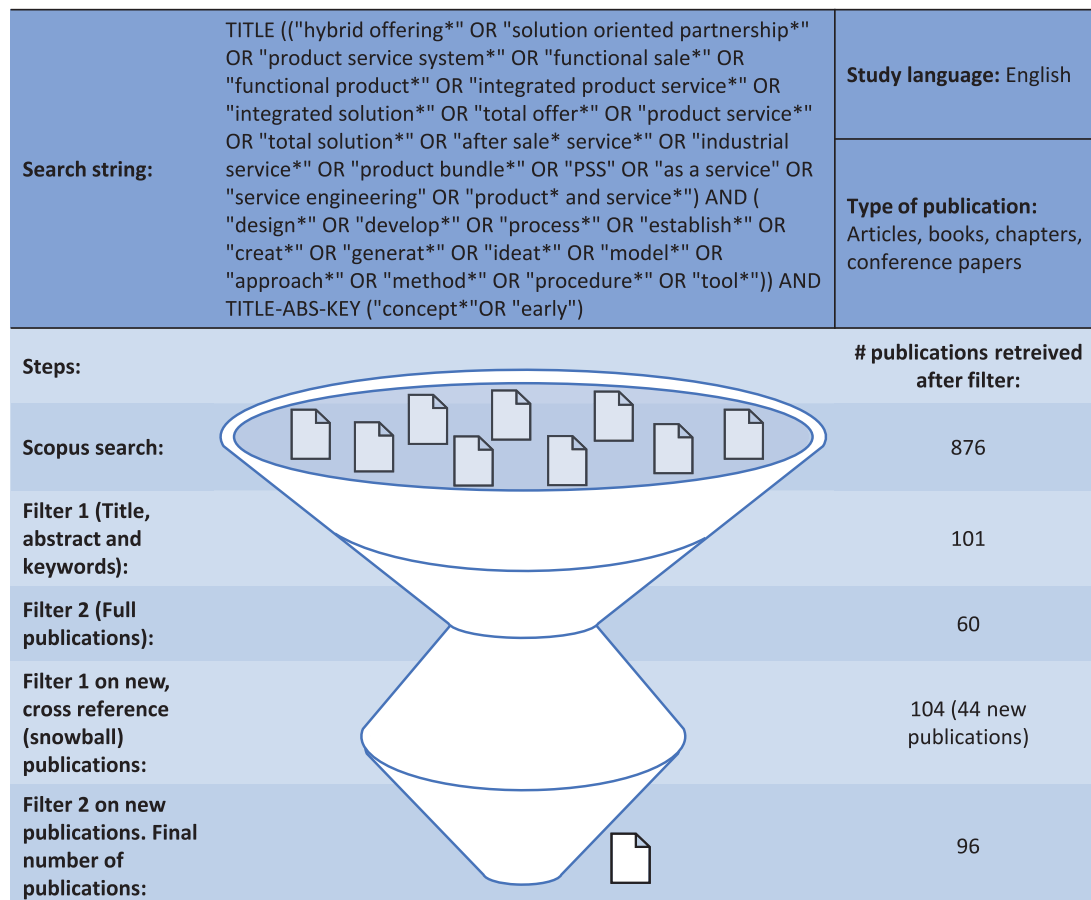 Search string:
TITLE (("hybrid offering*" OR "solution oriented partnership*"
OR "product service system*" OR "functional sale*" OR
"functional product*" OR "integrated product service*" OR
"integrated solution*" OR "total offer*" OR "product service*"
OR "total solution*" OR "after sale* service*" OR "industrial
service*" OR "product bundle*" OR "PSS" OR "as a service" OR
"service engineering" OR "product* and service*") AND (
"design*" OR "develop*" OR "process*" OR "establish*" OR
"creat*" OR "generat*" OR "ideat*" OR "model*" OR
"approach*" OR "method*" OR "procedure*" OR "tool*")) AND
TITLE-ABS-KEY ("concept*"OR "early")
Study language: English
Type of publication:
Articles, books, chapters,
conference papers
Steps:
# publications retreived
after filter:
Scopus search:
876
Filter 1 (Title,
abstract and
keywords):
101
Filter 2 (Full
publications):
60
Filter 1 on new,
cross reference
(snowball)
publications:
104 (44 new
publications)
Filter 2 on new
publications. Final
number of
publications:
96